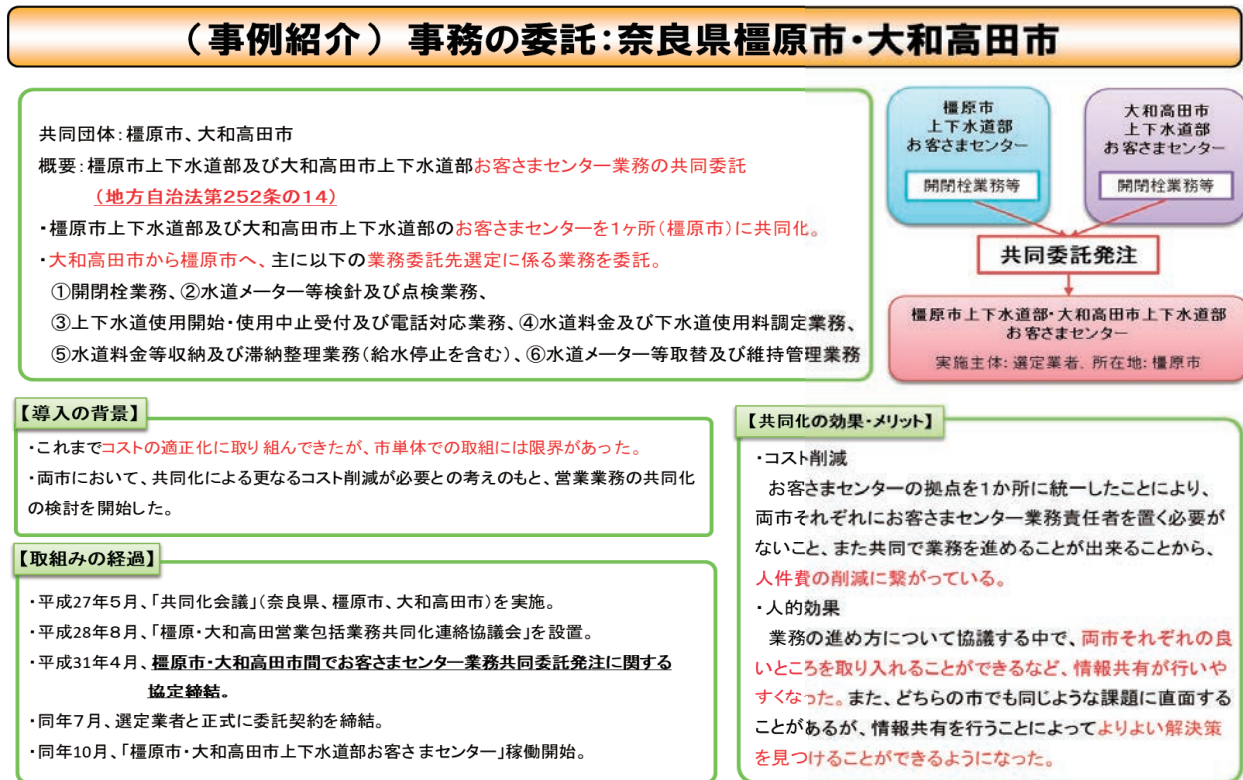 （事例紹介）事務の委託：奈良県橿原市・大和高田市
共同団体：橿原市、大和高田市
概要：橿原市上下水道部及び大和高田市上下水道部お客さまセンター業務の共同委託
（地方自治法第252条の14）
・橿原市上下水道部及び大和高田市上下水道部のお客さまセンターを1ヶ所（橿原市）に共同化。
・大和高田市から橿原市へ、主に以下の業務委託先選定に係る業務を委託。
①開閉栓業務、②水道メーター等検針及び点検業務、
③上下水道使用開始・使用中止受付及び電話対応業務、④水道料金及び下水道使用料調定業務、
⑤水道料金等収納及び滞納整理業務（給水停止を含む）、⑥水道メーター等取替及び維持管理業務
橿原市
上下水道部
お客さまセンター
開閉栓業務等
大和高田市
上下水道部
お客さまセンター
開閉栓業務等
共同委託発注
橿原市上下水道部・大和高田市上下水道部
お客さまセンター
実施主体：選定業者、所在地：橿原市
【導入の背景】
・これまでコストの適正化に取り組んできたが、市単体での取組には限界があった。
・両市において、共同化による更なるコスト削減が必要との考えのもと、営業業務の共同化
の検討を開始した。
【取組みの経過】
・平成27年5月、「共同化会議」（奈良県、橿原市、大和高田市）を実施。
・平成28年8月、「橿原・大和高田営業包括業務共同化連絡協議会」を設置。
・平成31年4月、橿原市・大和高田市間でお客さまセンター業務共同委託発注に関する
協定締結。
・同年7月、選定業者と正式に委託契約を締結。
・同年10月、「橿原市・大和高田市上下水道部お客さまセンター」稼働開始。
【共同化の効果・メリット】
・コスト削減
お客さまセンターの拠点を1か所に統一したことにより、
両市それぞれにお客さまセンター業務責任者を置く必要が
ないこと、また共同で業務を進めることが出来ることから、
人件費の削減に繋がっている。
・人的効果
業務の進め方について協議する中で、両市それぞれの良
いところを取り入れることができるなど、情報共有が行いや
すくなった。また、どちらの市でも同じような課題に直面する
ことがあるが、情報共有を行うことによってよりよい解決策
を見つけることができるようになった。